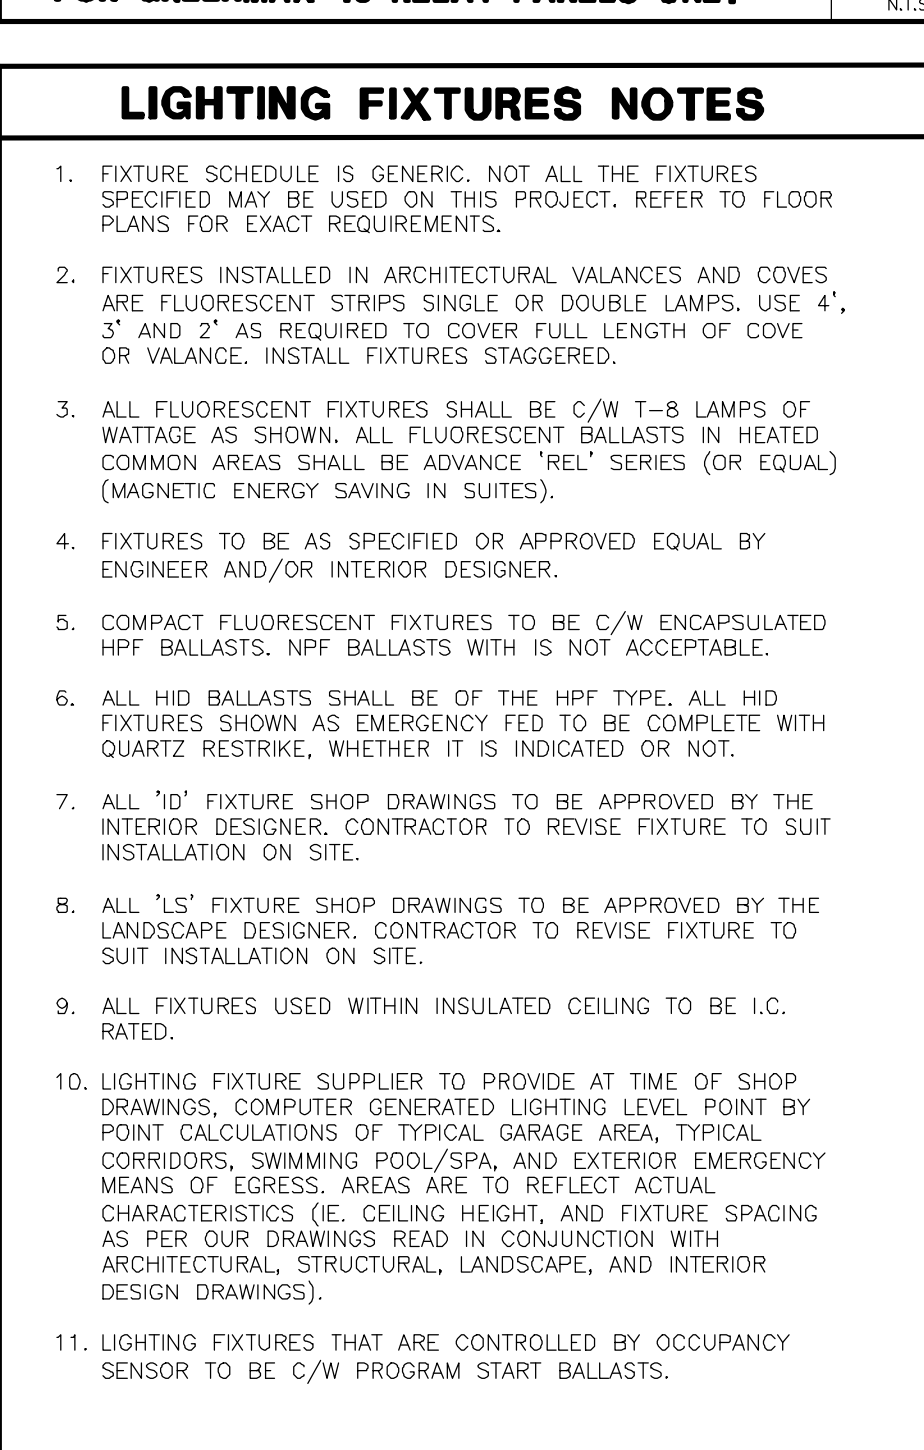 FOR GREENMAX 48 RELAY PANELS ONLY
N.T.S
LIGHTING FIXTURES NOTES
1. FIXTURE SCHEDULE IS GENERIC. NOT ALL THE FIXTURES
SPECIFIED MAY BE USED ON THIS PROJECT. REFER TO FLOOR
PLANS FOR EXACT REQUIREMENTS.
2. FIXTURES INSTALLED IN ARCHITECTURAL VALANCES AND COVES
ARE FLUORESCENT STRIPS SINGLE OR DOUBLE LAMPS. USE 4',
3' AND 2' AS REQUIRED TO COVER FULL LENGTH OF COVE
OR VALANCE. INSTALL FIXTURES STAGGERED.
3. ALL FLUORESCENT FIXTURES SHALL BE C/W T-8 LAMPS OF
WATTAGE AS SHOWN. ALL FLUORESCENT BALLASTS IN HEATED
COMMON AREAS SHALL BE ADVANCE 'REL' SERIES (OR EQUAL)
(MAGNETIC ENERGY SAVING IN SUITES).
4. FIXTURES TO BE AS SPECIFIED OR APPROVED EQUAL BY
ENGINEER AND/OR INTERIOR DESIGNER.
5. COMPACT FLUORESCENT FIXTURES TO BE C/W ENCAPSULATED
HPF BALLASTS. NPF BALLASTS WITH IS NOT ACCEPTABLE.
6. ALL HID BALLASTS SHALL BE OF THE HPF TYPE. ALL HID
FIXTURES SHOWN AS EMERGENCY FED TO BE COMPLETE WITH
QUARTZ RESTRIKE, WHETHER IT IS INDICATED OR NOT.
7. ALL 'ID' FIXTURE SHOP DRAWINGS TO BE APPROVED BY THE
INTERIOR DESIGNER. CONTRACTOR TO REVISE FIXTURE TO SUIT
INSTALLATION ON SITE.
8. ALL 'LS' FIXTURE SHOP DRAWINGS TO BE APPROVED BY THE
LANDSCAPE DESIGNER. CONTRACTOR TO REVISE FIXTURE TO
SUIT INSTALLATION ON SITE.
9. ALL FIXTURES USED WITHIN INSULATED CEILING TO BE I.C.
RATED.
10. LIGHTING FIXTURE SUPPLIER TO PROVIDE AT TIME OF SHOP
DRAWINGS, COMPUTER GENERATED LIGHTING LEVEL POINT BY
POINT CALCULATIONS OF TYPICAL GARAGE AREA, TYPICAL
CORRIDORS, SWIMMING POOL/SPA, AND EXTERIOR EMERGENCY
MEANS OF EGRESS. AREAS ARE TO REFLECT ACTUAL
CHARACTERISTICS (IE. CEILING HEIGHT, AND FIXTURE SPACING
AS PER OUR DRAWINGS READ IN CONJUNCTION WITH
ARCHITECTURAL, STRUCTURAL, LANDSCAPE, AND INTERIOR
DESIGN DRAWINGS).
11. LIGHTING FIXTURES THAT ARE CONTROLLED BY OCCUPANCY
SENSOR TO BE C/W PROGRAM START BALLASTS.